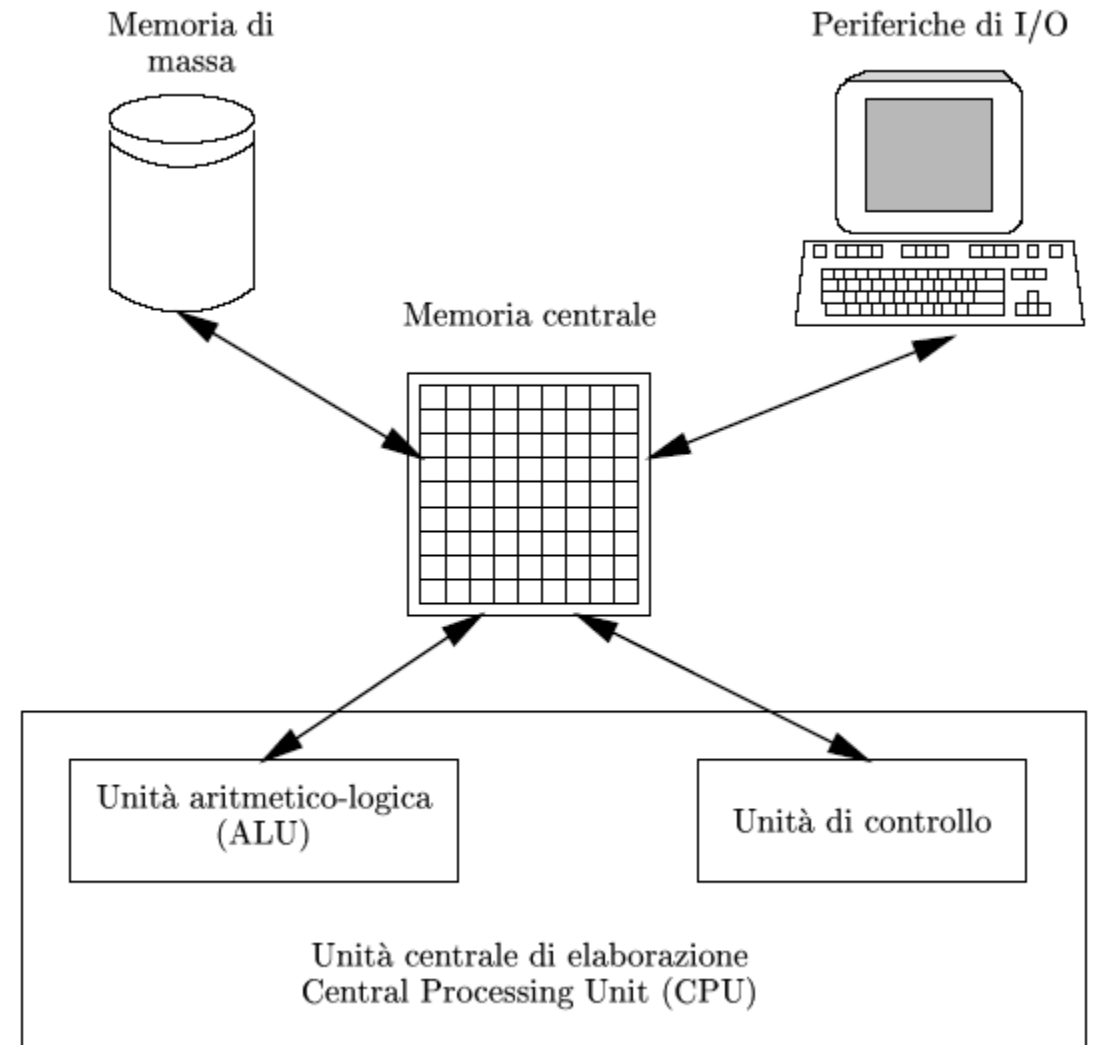 Memoria di
massa
Periferiche di I/O
Memoria centrale
Unità aritmetico-logica
(ALU)
Unità di controllo
Unità centrale di elaborazione
Central Processing Unit (CPU)